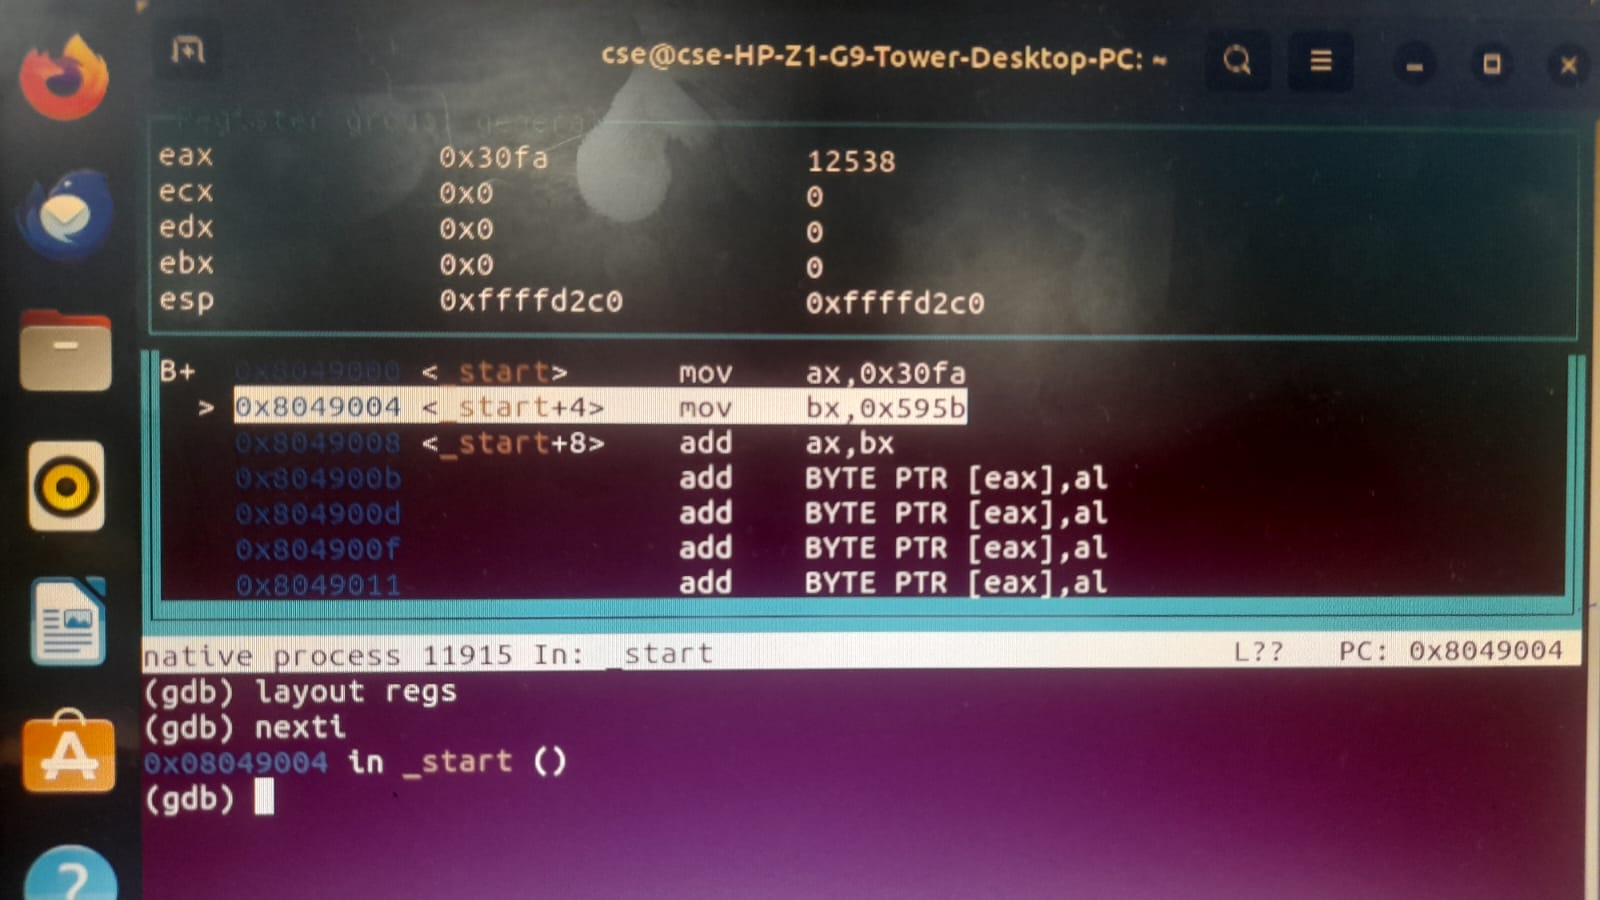 cse@cse-HP-Z1-G9-Tower-Desktop-PC: ~
Register group: general
eax 0x30fa 12538
ecx 0x0 0
edx 0x0 0
ebx 0x0 0
esp 0xffffd2c0 0xffffd2c0
B+ 0x8049000 <_start> mov ax,0x30fa
> 0x8049004 <_start+4> mov bx,0x595b
0x8049008 <_start+8> add ax,bx
0x804900b add BYTE PTR [eax],al
0x804900d add BYTE PTR [eax],al
0x804900f add BYTE PTR [eax],al
0x8049011 add BYTE PTR [eax],al
native process 11915 In: _start L?? PC: 0x8049004
(gdb) layout regs
(gdb) nexti
0x08049004 in _start ()
(gdb)